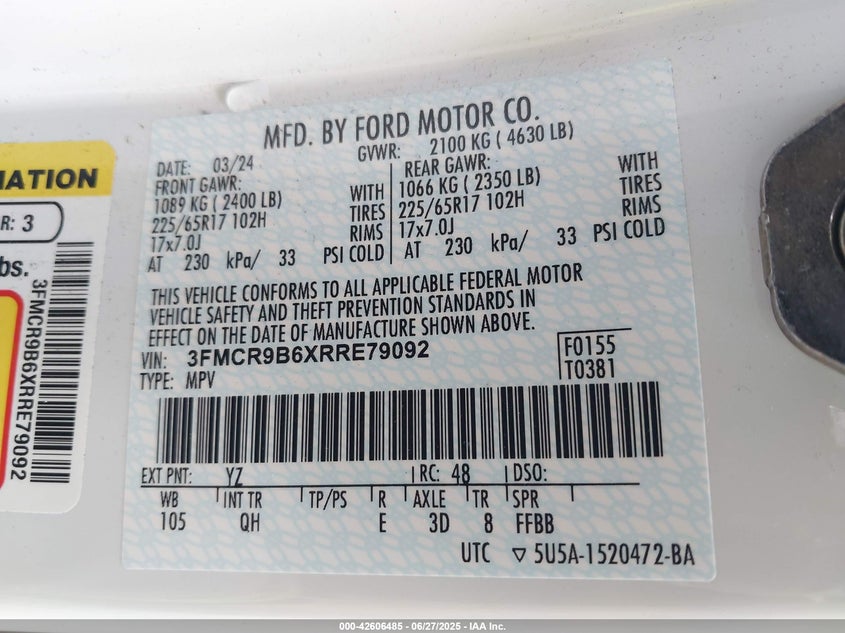 MFD. BY FORD MOTOR CO.
DATE: 03/24
GVWR: 2100 KG ( 4630 LB)
FRONT GAWR:
1089 KG ( 2400 LB)
225/65R17 102H
17x7.0J
AT 230 kPa/ 33
WITH
TIRES
RIMS
PSI COLD
REAR GAWR:
1066 KG ( 2350 LB)
225/65R17 102H
17x7.0J
AT 230 kPa/ 33
WITH
TIRES
RIMS
PSI COLD
THIS VEHICLE CONFORMS TO ALL APPLICABLE FEDERAL MOTOR
VEHICLE SAFETY AND THEFT PREVENTION STANDARDS IN
EFFECT ON THE DATE OF MANUFACTURE SHOWN ABOVE.
VIN: 3FMCR9B6XRRE79092
TYPE: MPV
F0155
T0381
EXT PNT: YZ RC: 48 DSO:
WB INT TR TP/PS R AXLE TR SPR
105 QH E 3D 8 FFBB
UTC ▽ 5U5A-1520472-BA
MATION
R: 3
bs.
3FMCR9B6XRRE79092
000-42606485 - 06/27/2025 - IAA Inc.